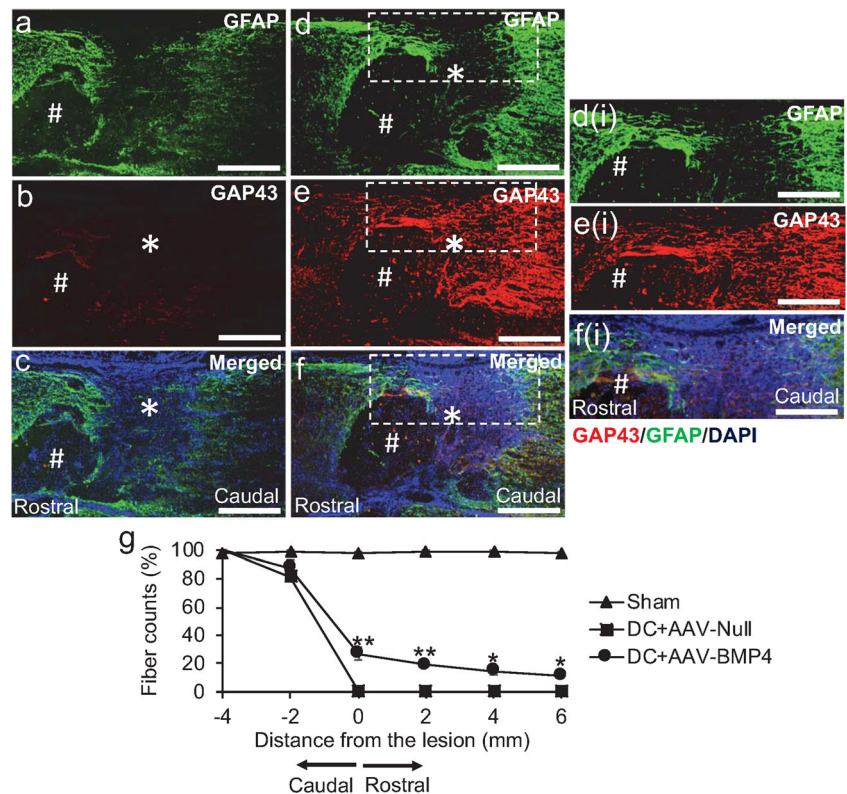 a GFAP
#
d GFAP
*
#
d(i) GFAP
#
b GAP43
*
#
e GAP43
*
#
e(i) GAP43
#
c Merged
*
#
Rostral Caudal
f Merged
*
#
Rostral Caudal
f(i) Merged
#
Rostral Caudal
GAP43/GFAP/DAPI
g
Fiber counts (%)
100
80
60
40
20
0
** ** * *
-4 -2 0 2 4 6
Distance from the lesion (mm)
Caudal Rostral
Sham
DC+AAV-Null
DC+AAV-BMP4